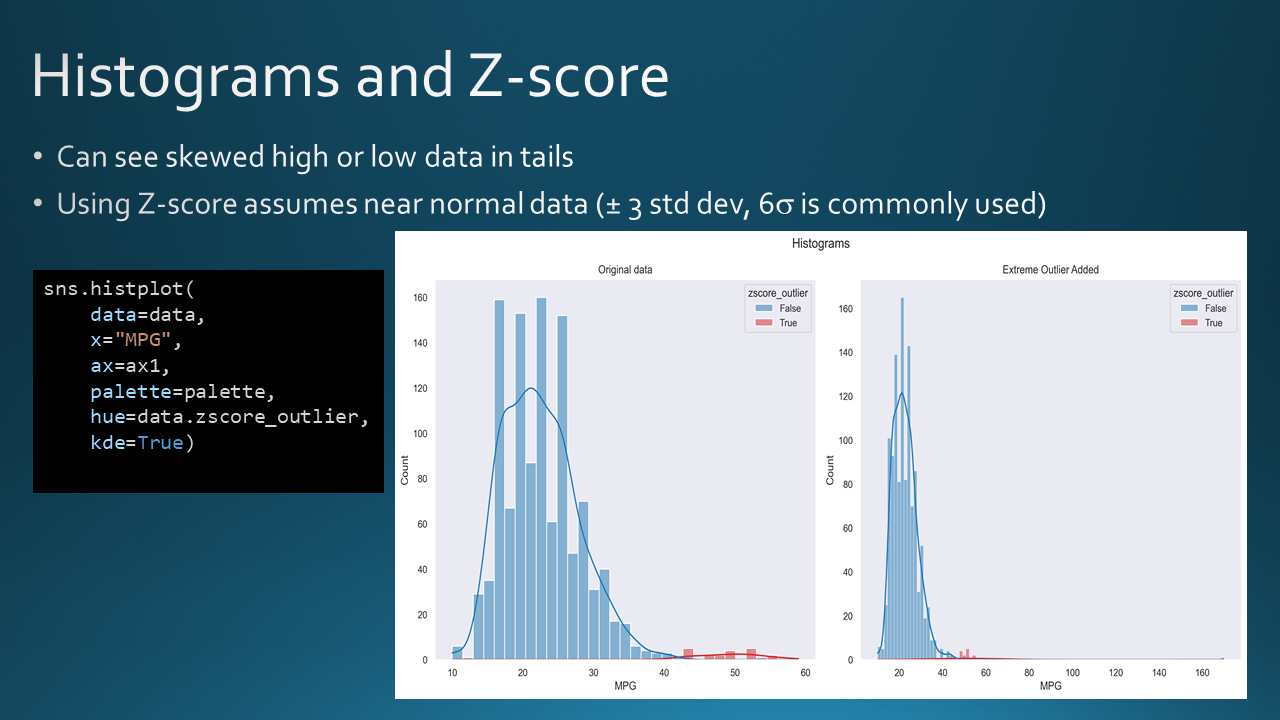 Histograms and Z-score
• Can see skewed high or low data in tails
• Using Z-score assumes near normal data (± 3 std dev, 6σ is commonly used)
sns.histplot(
    data=data,
    x="MPG",
    ax=ax1,
    palette=palette,
    hue=data.zscore_outlier,
    kde=True)
Histograms
Original data
zscore_outlier
False
True
160
140
120
100
80
60
40
20
0
Count
10 20 30 40 50 60
MPG
Extreme Outlier Added
zscore_outlier
False
True
160
140
120
100
80
60
40
20
0
Count
20 40 60 80 100 120 140 160
MPG